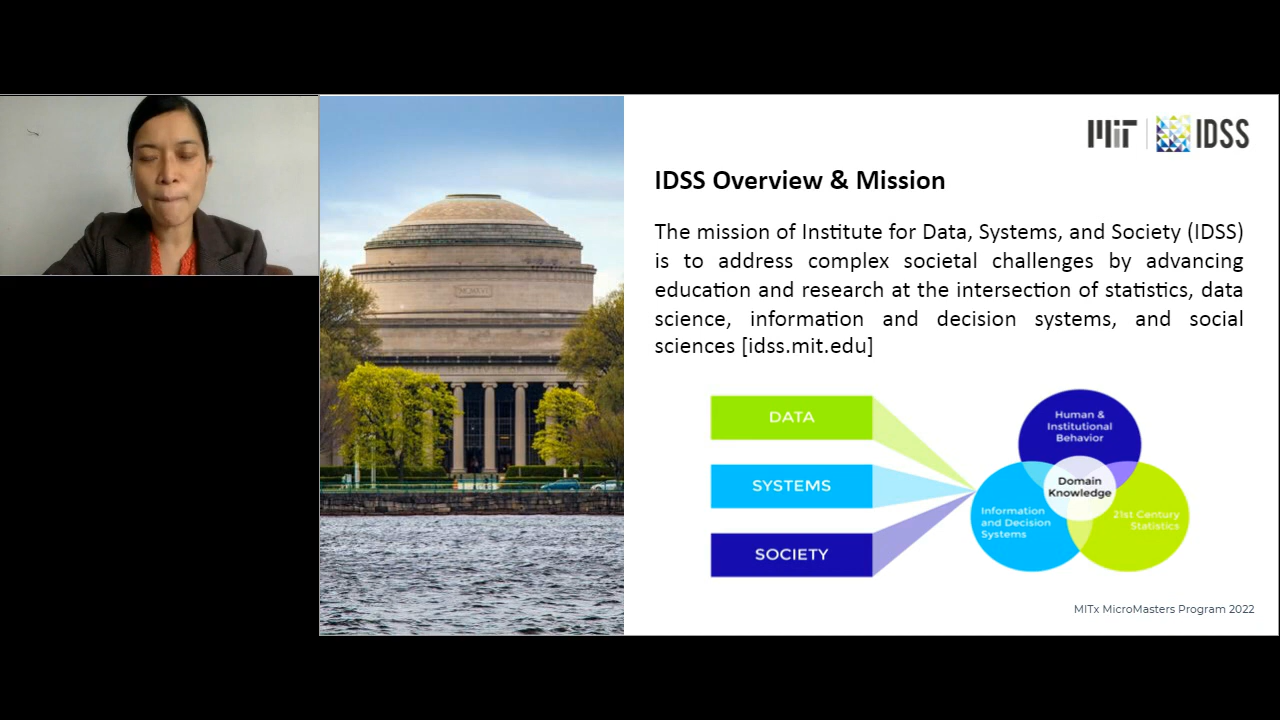 MIT IDSS
IDSS Overview & Mission
The mission of Institute for Data, Systems, and Society (IDSS)
is to address complex societal challenges by advancing
education and research at the intersection of statistics, data
science, information and decision systems, and social
sciences [idss.mit.edu]
DATA
SYSTEMS
SOCIETY
Human &
Institutional
Behavior
Domain
Knowledge
Information
and Decision
Systems
21st Century
Statistics
MITx MicroMasters Program 2022